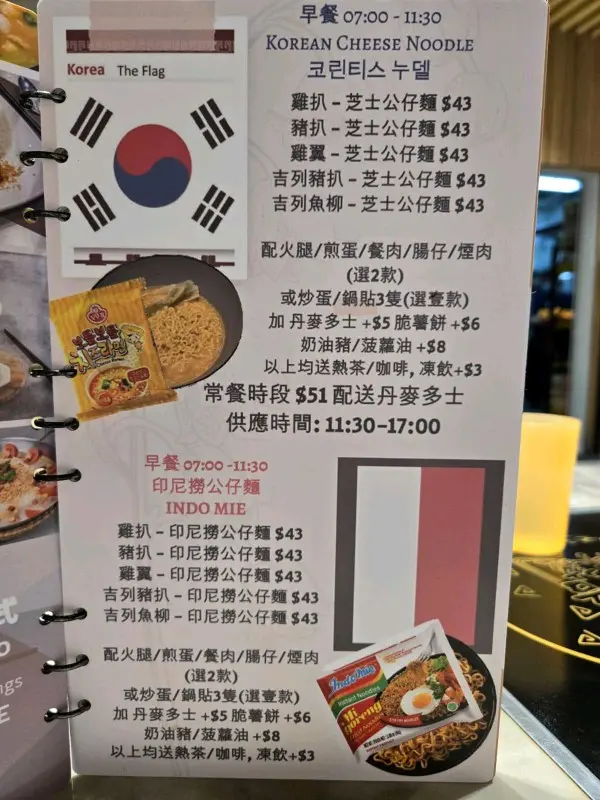 Korea The Flag
早餐 07:00 - 11:30
KOREAN CHEESE NOODLE
코린티스 누델
雞扒 – 芝士公仔麵 $43
豬扒 – 芝士公仔麵 $43
雞翼 – 芝士公仔麵 $43
吉列豬扒 – 芝士公仔麵 $43
吉列魚柳 – 芝士公仔麵 $43
配火腿/煎蛋/餐肉/腸仔/煙肉
(選2款)
或炒蛋/鍋貼3隻(選壹款)
加 丹麥多士 +$5 脆薯餅 +$6
奶油豬/菠蘿油 +$8
以上均送熱茶/咖啡, 凍飲+$3
常餐時段 $51 配送丹麥多士
供應時間: 11:30-17:00
早餐 07:00 -11:30
印尼撈公仔麵
INDO MIE
雞扒 – 印尼撈公仔麵 $43
豬扒 – 印尼撈公仔麵 $43
雞翼 – 印尼撈公仔麵 $43
吉列豬扒 – 印尼撈公仔麵 $43
吉列魚柳 – 印尼撈公仔麵 $43
配火腿/煎蛋/餐肉/腸仔/煙肉
(選2款)
或炒蛋/鍋貼3隻(選壹款)
加 丹麥多士 +$5 脆薯餅 +$6
奶油豬/菠蘿油 +$8
以上均送熱茶/咖啡, 凍飲+$3
Indomie
Instant Noodles
Mi
goreng
式
ngs
E